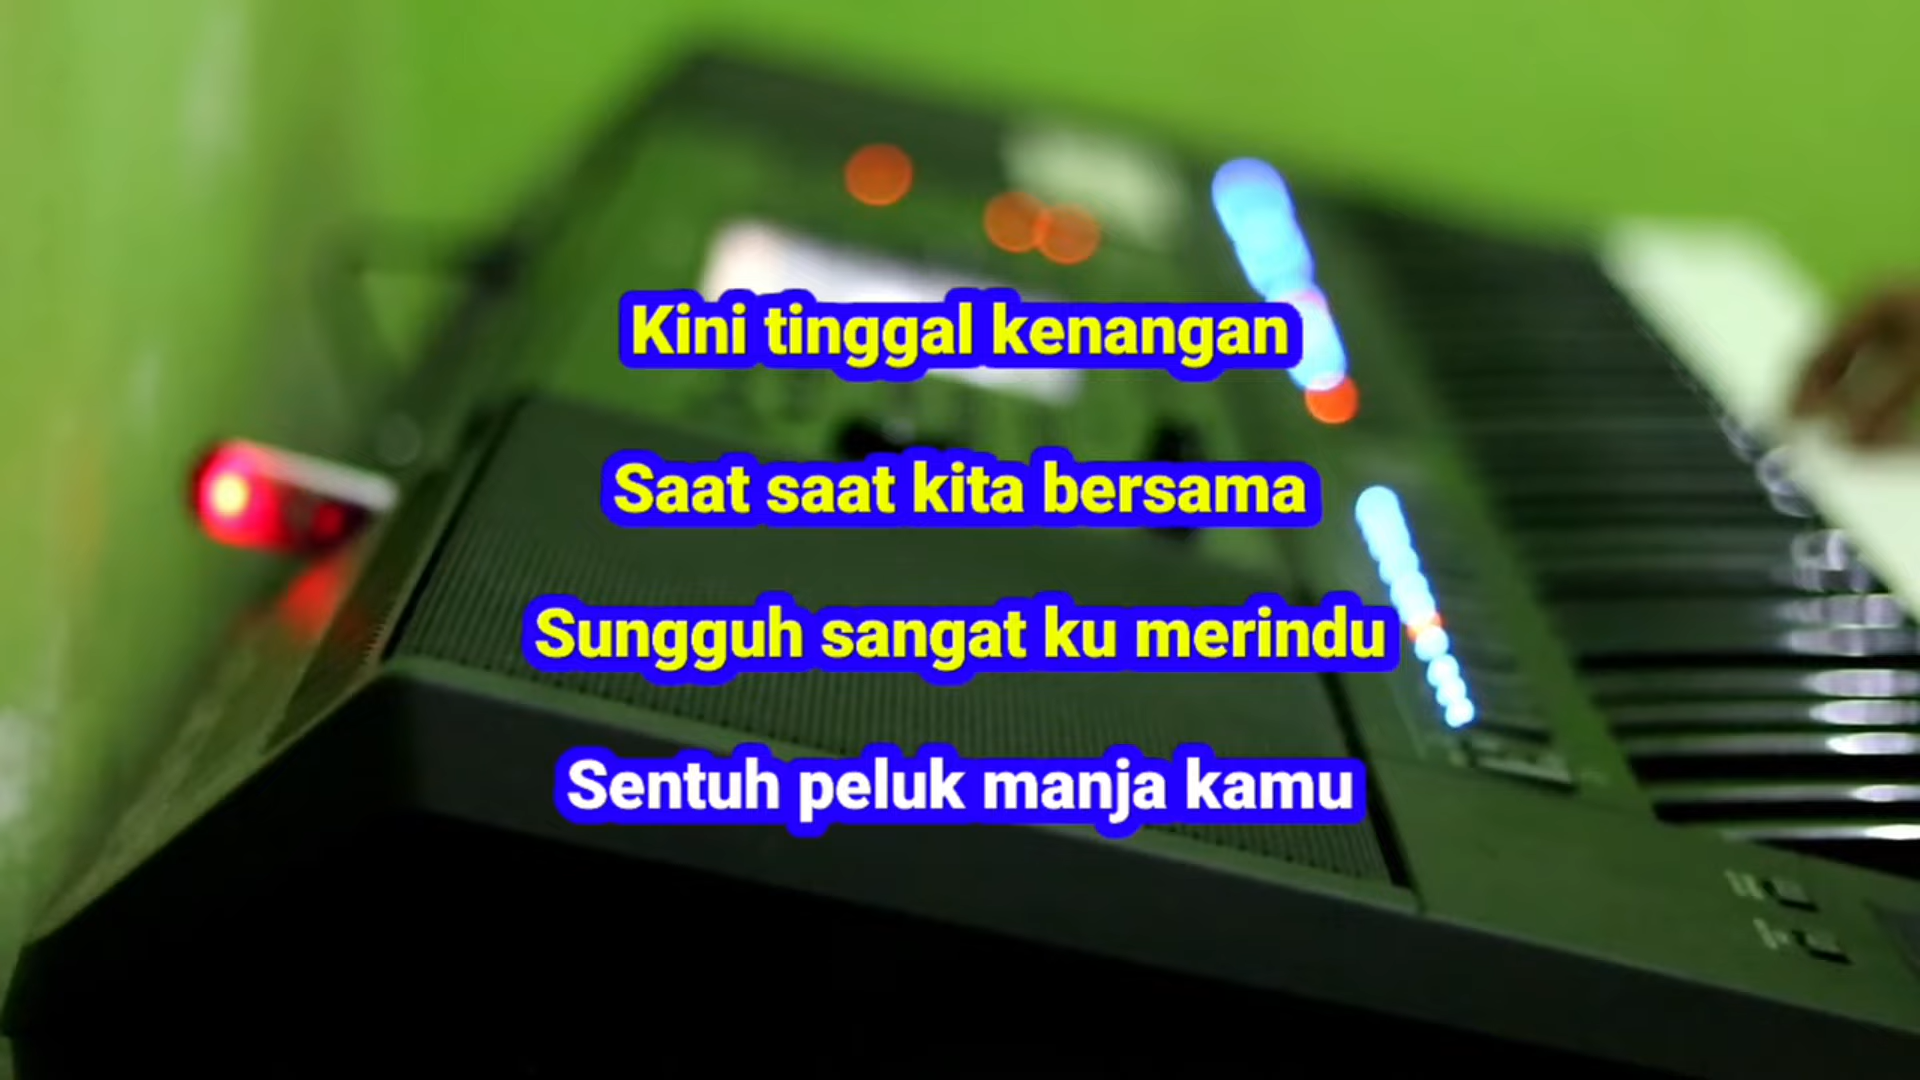 Kini tinggal kenangan
Saat saat kita bersama
Sungguh sangat ku merindu
Sentuh peluk manja kamu